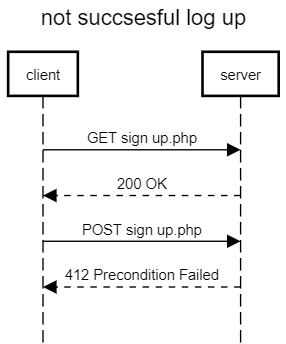 not succsesful log up
client
server
GET sign up.php
200 OK
POST sign up.php
412 Precondition Failed